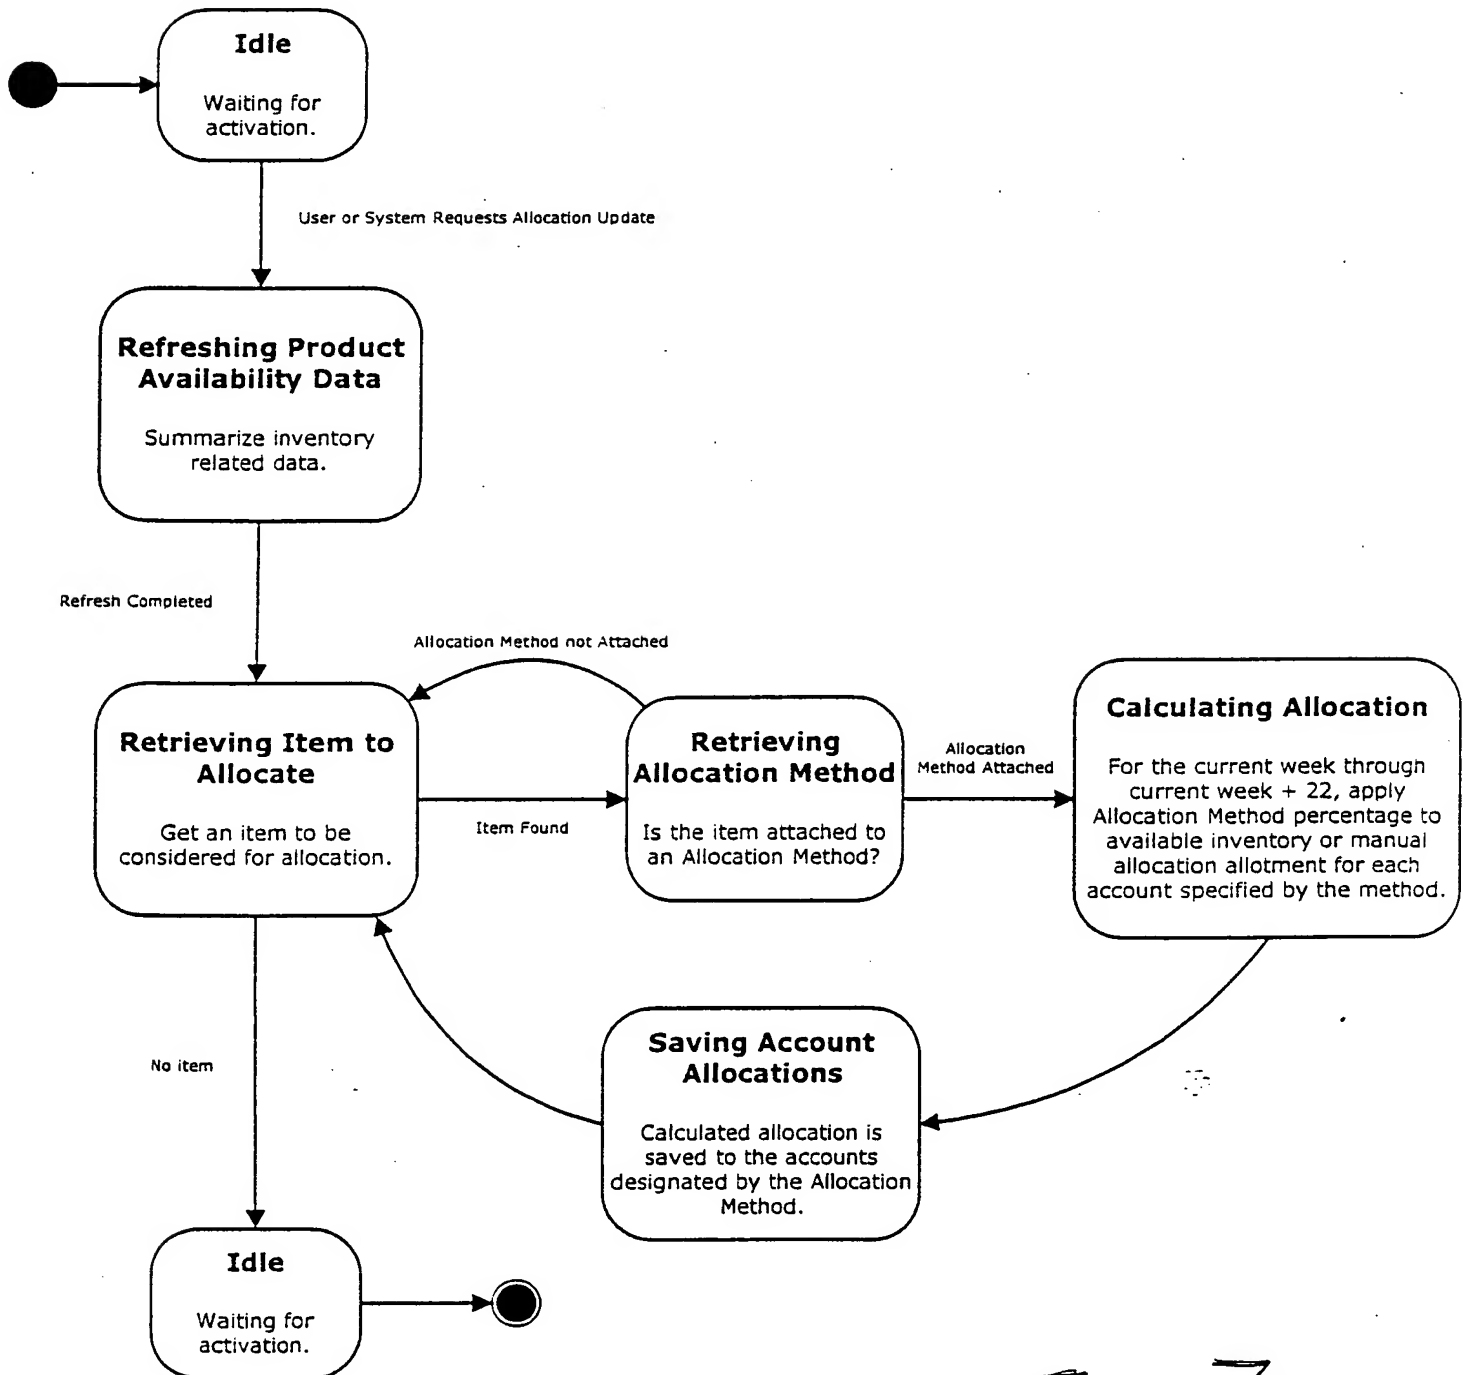 Idle
Waiting for
activation.
User or System Requests Allocation Update
Refreshing Product
Availability Data
Summarize inventory
related data.
Refresh Completed
Allocation Method not Attached
Retrieving Item to
Allocate
Get an item to be
considered for allocation.
Item Found
Retrieving
Allocation Method
Is the item attached to
an Allocation Method?
Allocation
Method Attached
Calculating Allocation
For the current week through
current week + 22, apply
Allocation Method percentage to
available inventory or manual
allocation allotment for each
account specified by the method.
No item
Saving Account
Allocations
Calculated allocation is
saved to the accounts
designated by the Allocation
Method.
Idle
Waiting for
activation.